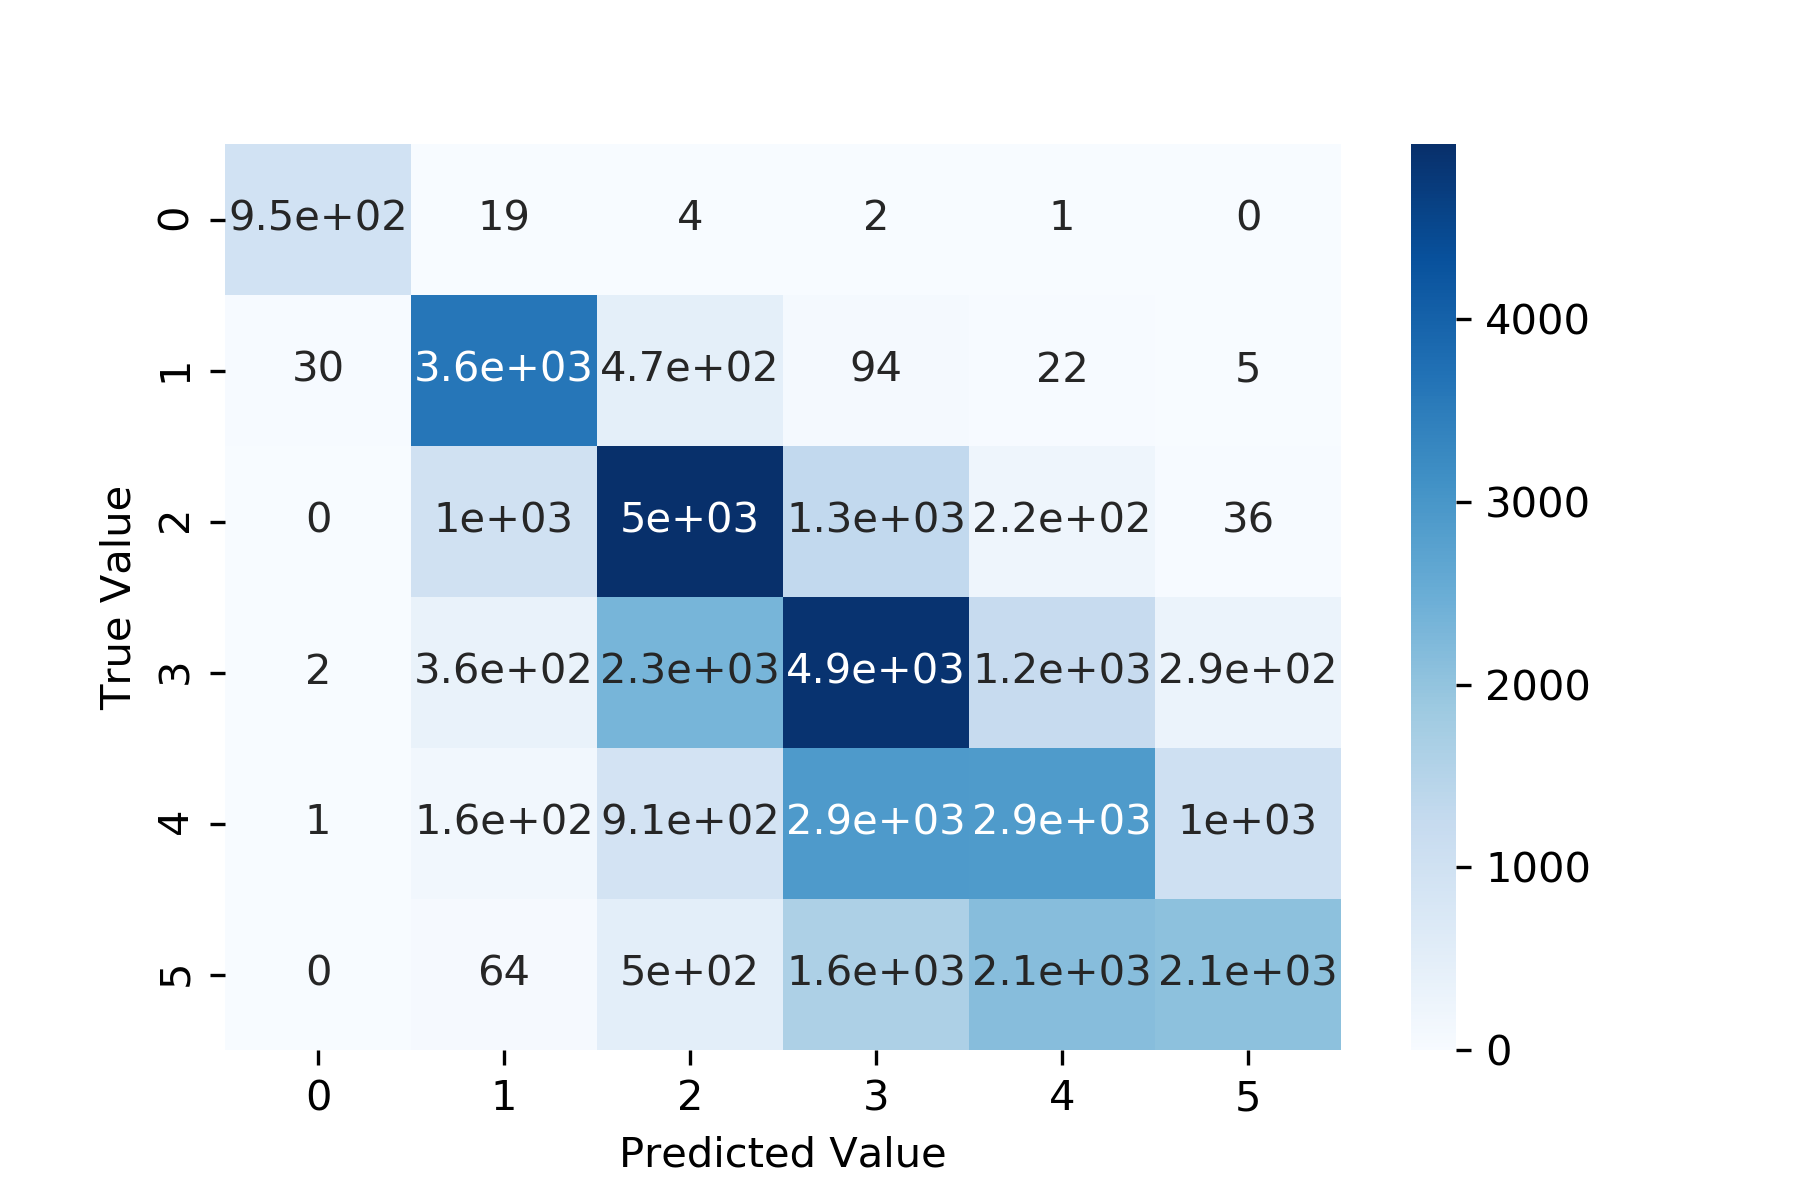 9.5e+02 19 4 2 1 0
30 3.6e+03 4.7e+02 94 22 5
0 1e+03 5e+03 1.3e+03 2.2e+02 36
2 3.6e+02 2.3e+03 4.9e+03 1.2e+03 2.9e+02
1 1.6e+02 9.1e+02 2.9e+03 2.9e+03 1e+03
0 64 5e+02 1.6e+03 2.1e+03 2.1e+03
True Value
0
1
2
3
4
5
0 1 2 3 4 5
Predicted Value
4000
3000
2000
1000
0